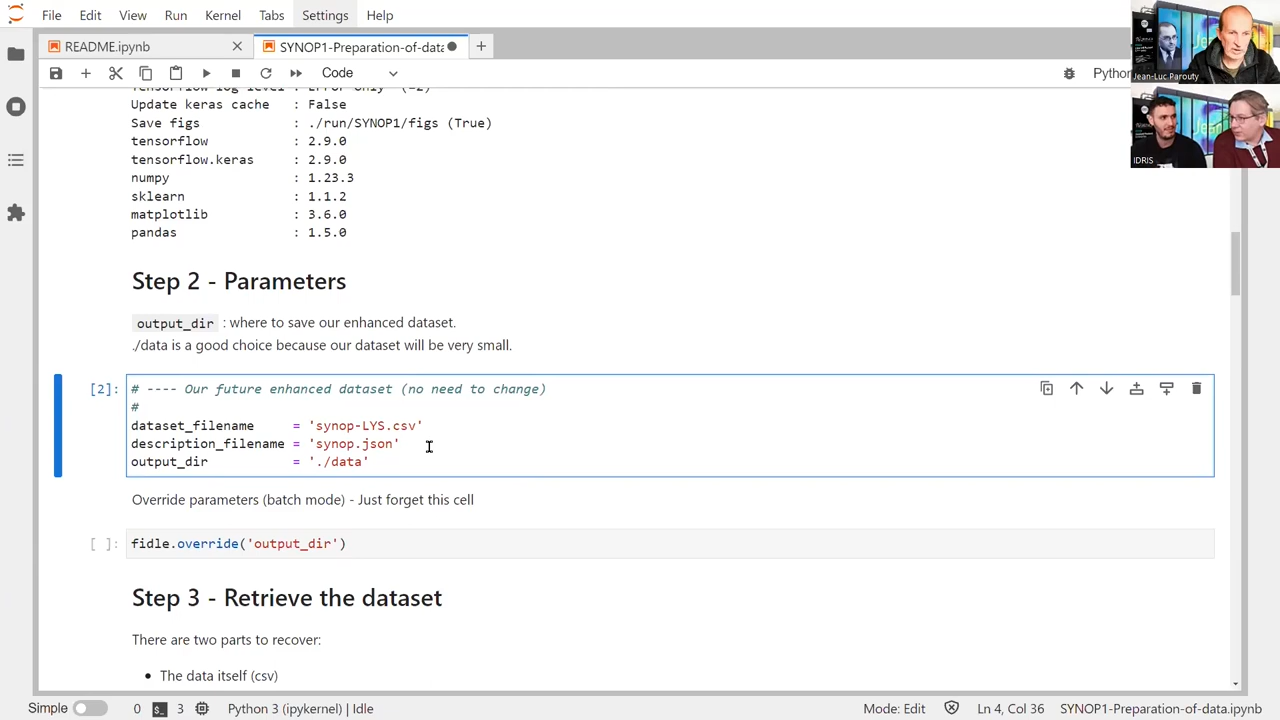 File Edit View Run Kernel Tabs Settings Help
README.ipynb
SYNOP1-Preparation-of-data
Code
Python
Jean-Luc Parouty
IDRIS
Tensorflow log level : Error only (=2)
Update keras cache : False
Save figs : ./run/SYNOP1/figs (True)
tensorflow : 2.9.0
tensorflow.keras : 2.9.0
numpy : 1.23.3
sklearn : 1.1.2
matplotlib : 3.6.0
pandas : 1.5.0
Step 2 - Parameters
output_dir : where to save our enhanced dataset.
./data is a good choice because our dataset will be very small.
[2]: # ---- Our future enhanced dataset (no need to change)
#
dataset_filename = 'synop-LYS.csv'
description_filename = 'synop.json'
output_dir = './data'
Override parameters (batch mode) - Just forget this cell
[ ]: fidle.override('output_dir')
Step 3 - Retrieve the dataset
There are two parts to recover:
• The data itself (csv)
Simple 0 3 Python 3 (ipykernel) | Idle Mode: Edit Ln 4, Col 36 SYNOP1-Preparation-of-data.ipynb